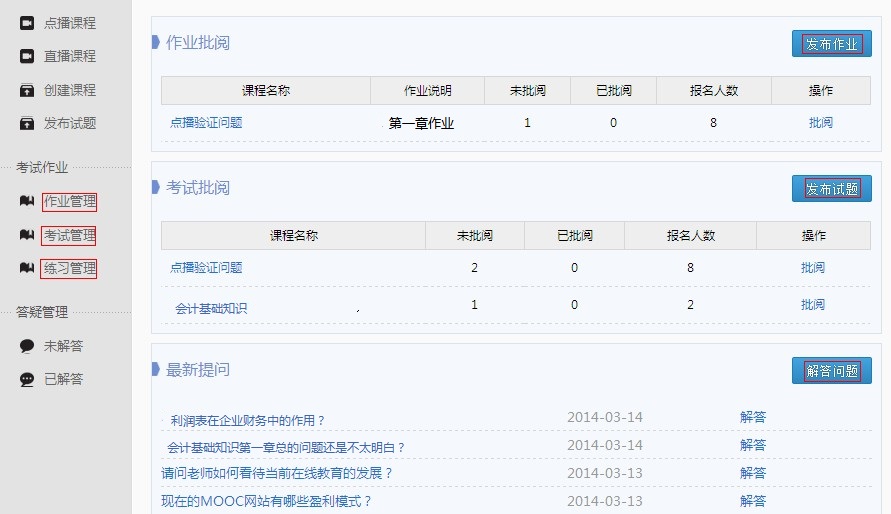 点播课程
直播课程
创建课程
发布试题
考试作业
作业管理
考试管理
练习管理
答疑管理
未解答
已解答
作业批阅 发布作业
课程名称 作业说明 未批阅 已批阅 报名人数 操作
点播验证问题 第一章作业 1 0 8 批阅
考试批阅 发布试题
课程名称 未批阅 已批阅 报名人数 操作
点播验证问题 2 0 8 批阅
会计基础知识 1 0 2 批阅
最新提问 解答问题
利润表在企业财务中的作用？ 2014-03-14 解答
会计基础知识第一章总的问题还是不太明白？ 2014-03-14 解答
请问老师如何看待当前在线教育的发展？ 2014-03-13 解答
现在的MOOC网站有哪些盈利模式？ 2014-03-13 解答